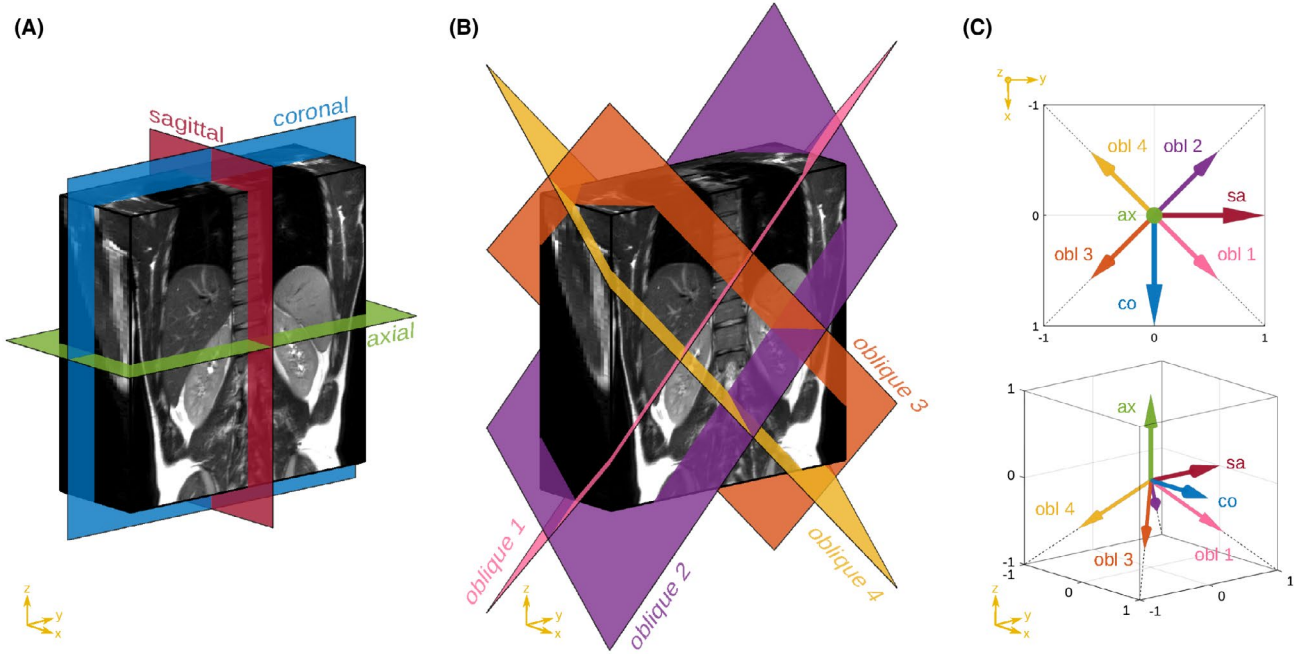 (A)
sagittal
coronal
axial
z
y
x
(B)
oblique 1
oblique 2
oblique 3
oblique 4
z
y
x
(C)
z
y
x
-1
0
1
-1
0
1
obl 4
obl 2
ax
sa
obl 3
obl 1
co
1
0
-1
-1
0
1
-1
0
1
ax
sa
co
obl 4
obl 3
obl 1
z
y
x